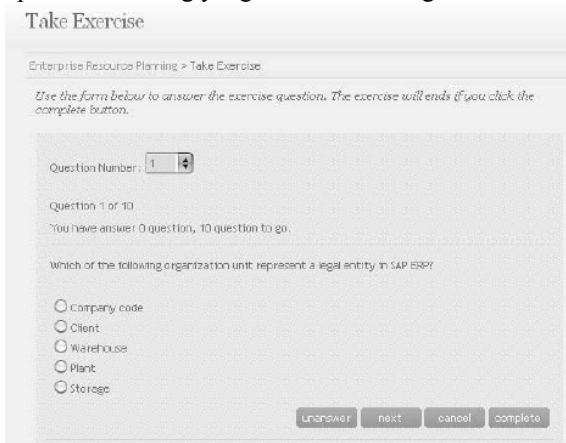 Take Exercise
Enterprise Resource Planning > Take Exercise
Use the form below to answer the exercise question. The exercise will ends if you click the
complete button.
Question Number: 1
Question 1 of 10
You have answer 0 question, 10 question to go.
Which of the following organization unit represent a legal entity in SAP ERP?
Company code
Client
Warehouse
Plant
Storage
unanswer next cancel complete